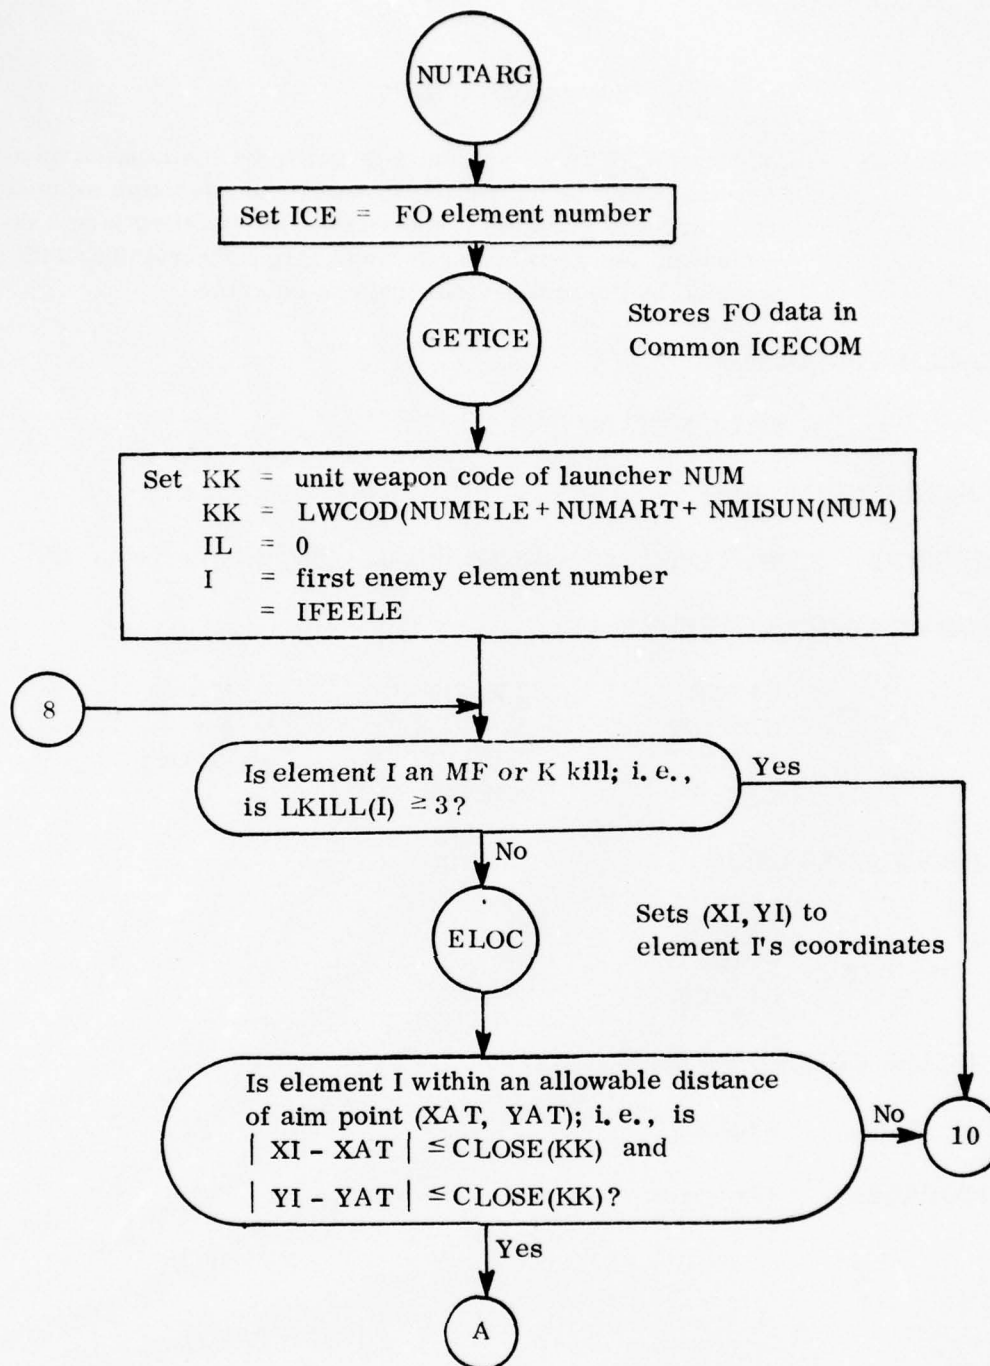 NUTARG
Set ICE = FO element number
GETICE
Stores FO data in
Common ICECOM
Set KK = unit weapon code of launcher NUM
KK = LWCOD(NUMELE + NUMART + NMISUN(NUM)
IL = 0
I = first enemy element number
= IFEELE
8
Is element I an MF or K kill; i.e.,
is LKILL(I) ≥ 3?
Yes
No
ELOC
Sets (XI, YI) to
element I's coordinates
Is element I within an allowable distance
of aim point (XAT, YAT); i.e., is
| XI - XAT | ≤ CLOSE(KK) and
| YI - YAT | ≤ CLOSE(KK)?
No
10
Yes
A